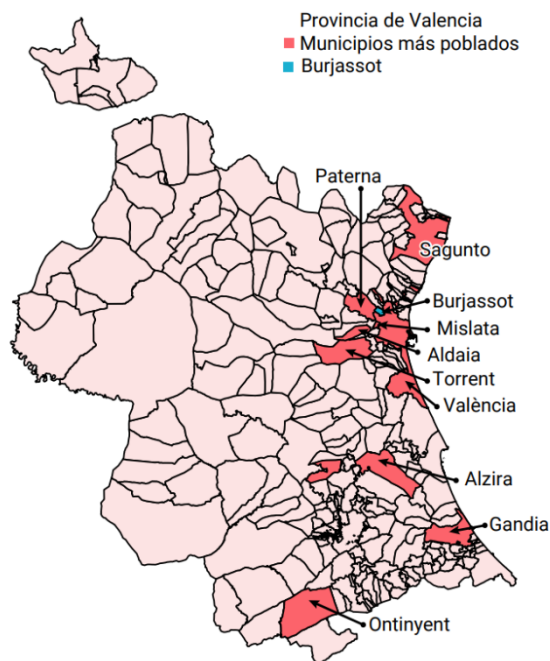 Provincia de Valencia
Municipios más poblados
Burjassot
Paterna
Sagunto
Burjassot
Mislata
Aldaia
Torrent
València
Alzira
Gandia
Ontinyent